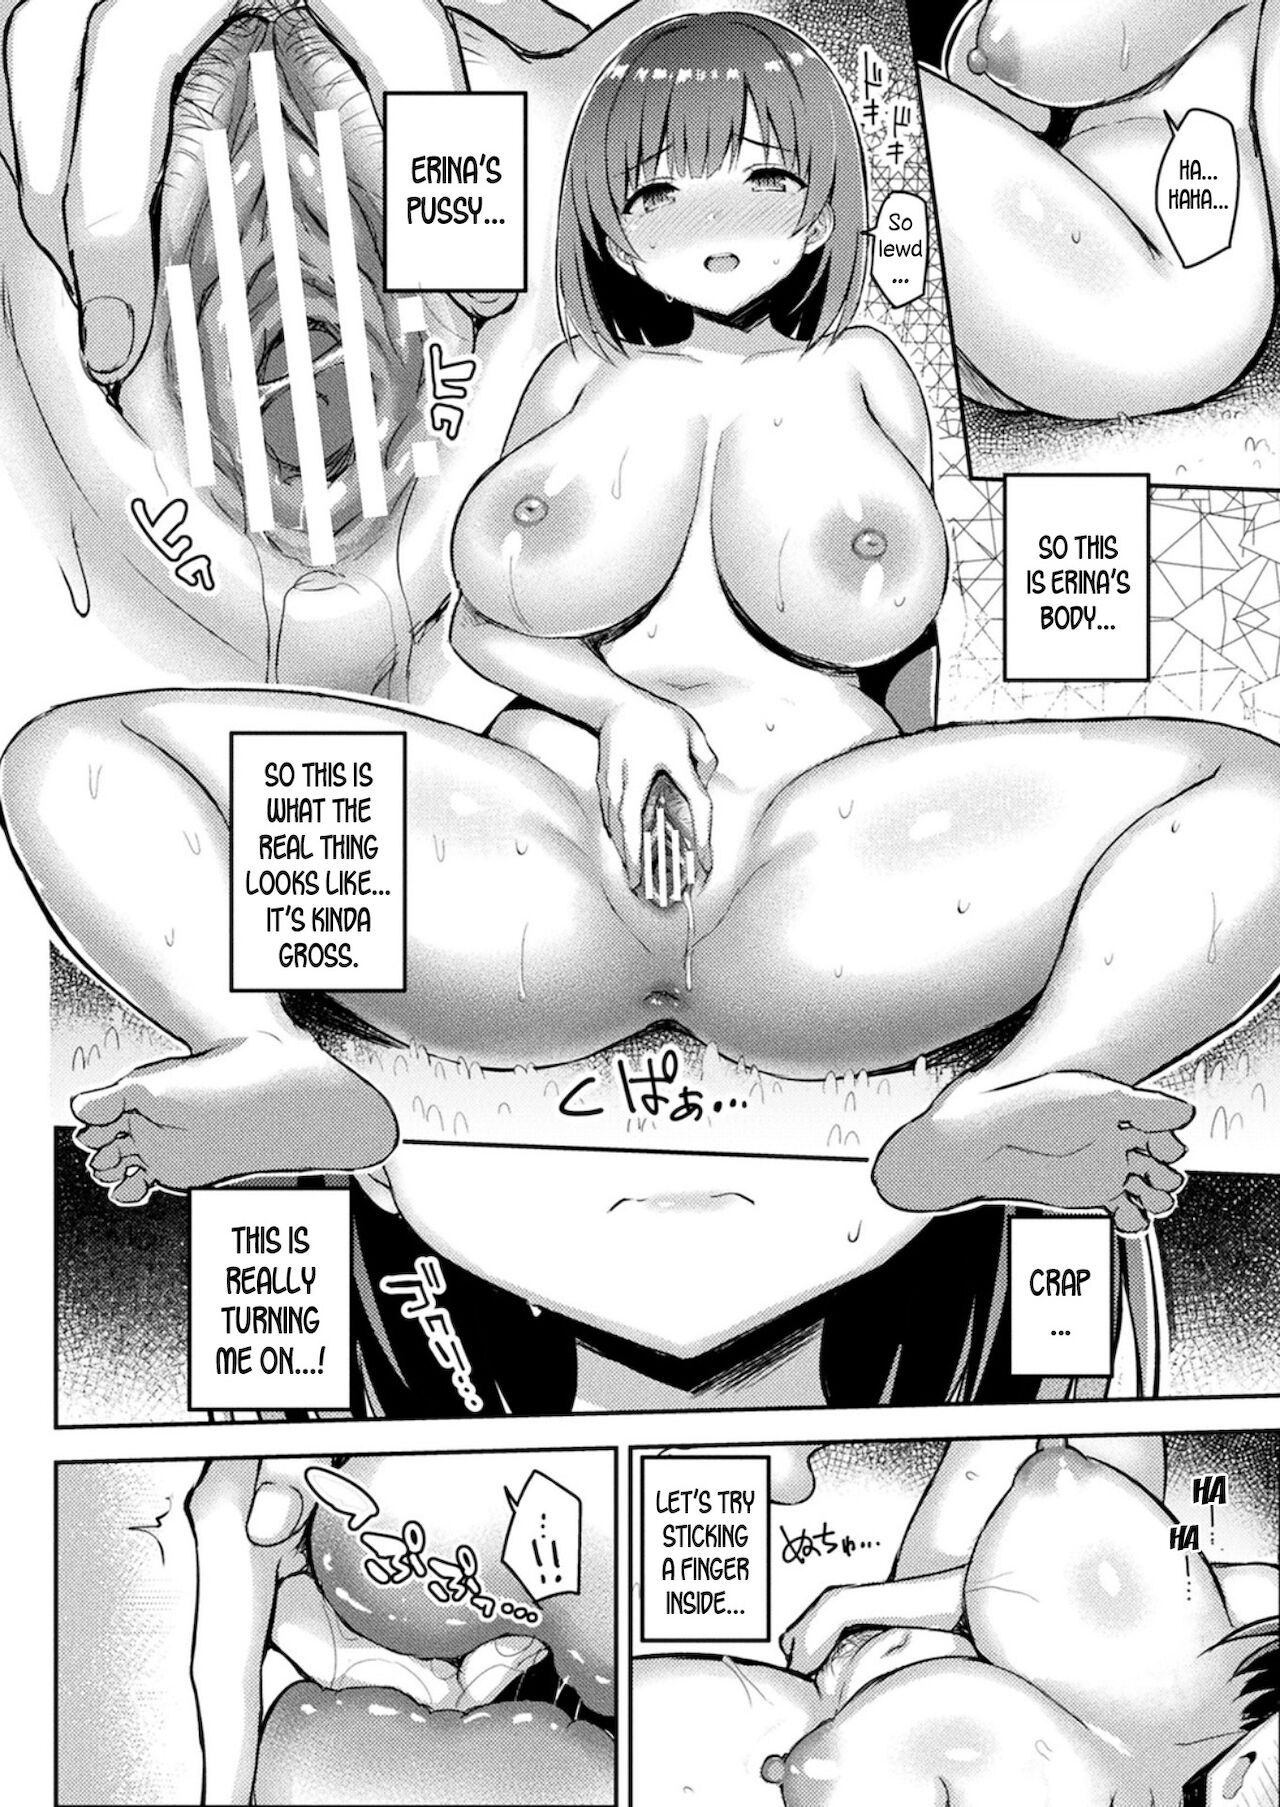 HA...
HAHA...
ドキ
ドキ
So
lewd
...
ERINA'S
PUSSY...
SO THIS
IS ERINA'S
BODY...
SO THIS IS
WHAT THE
REAL THING
LOOKS LIKE...
IT'S KINDA
GROSS.
くぱぁ...
CRAP
...
THIS IS
REALLY
TURNING
ME ON...!
HA
...
HA
...
LET'S TRY
STICKING
A FINGER
INSIDE...
ぬちゅ...
...
!!